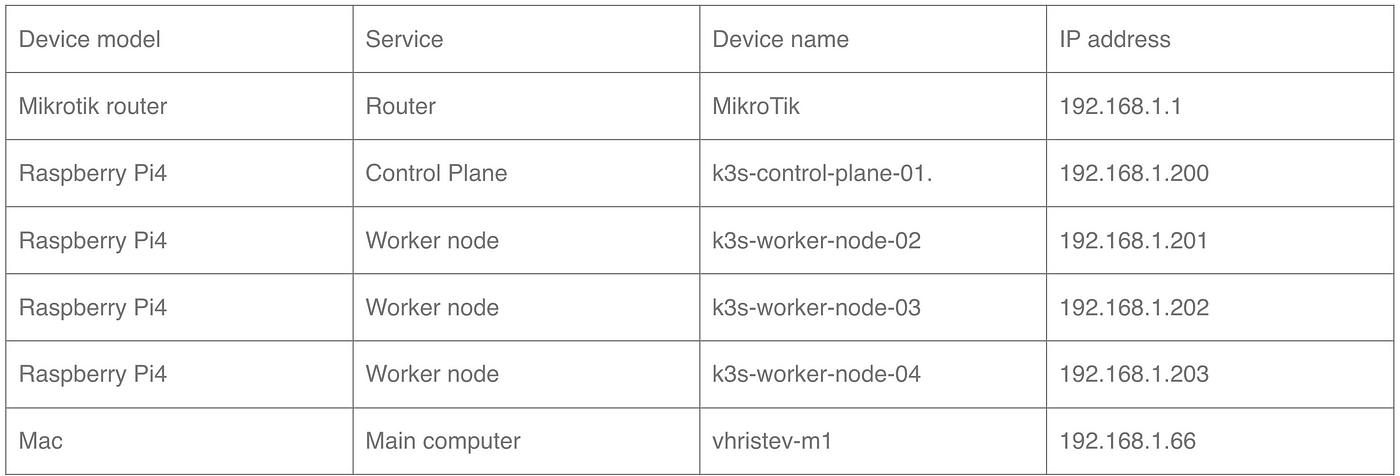 Device model Service Device name IP address
Mikrotik router Router MikroTik 192.168.1.1
Raspberry Pi4 Control Plane k3s-control-plane-01. 192.168.1.200
Raspberry Pi4 Worker node k3s-worker-node-02 192.168.1.201
Raspberry Pi4 Worker node k3s-worker-node-03 192.168.1.202
Raspberry Pi4 Worker node k3s-worker-node-04 192.168.1.203
Mac Main computer vhristev-m1 192.168.1.66